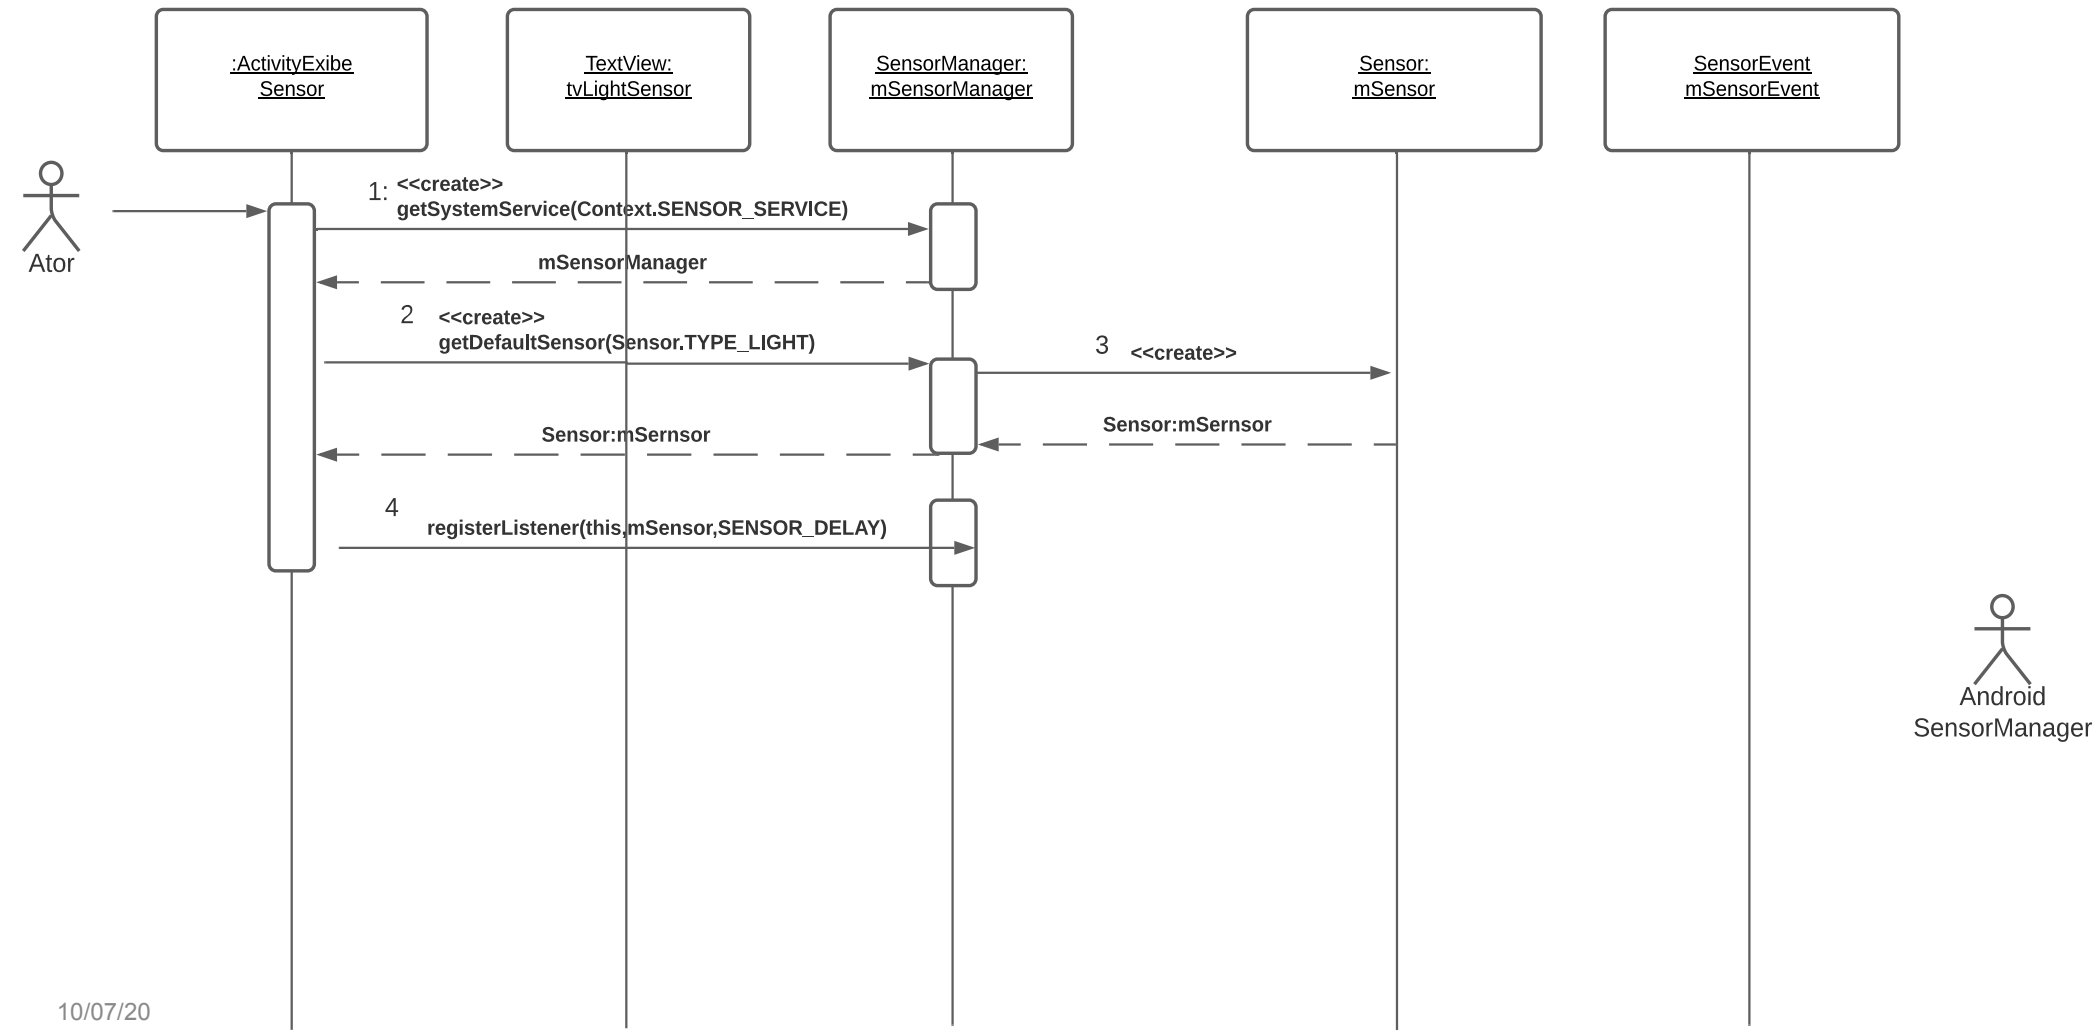 :ActivityExibe
Sensor
TextView:
tvLightSensor
SensorManager:
mSensorManager
Sensor:
mSensor
SensorEvent
mSensorEvent
Ator
1:
<<create>>
getSystemService(Context.SENSOR_SERVICE)
mSensorManager
2
<<create>>
getDefaultSensor(Sensor.TYPE_LIGHT)
3
<<create>>
Sensor:mSernsor
Sensor:mSernsor
4
registerListener(this,mSensor,SENSOR_DELAY)
Android
SensorManager
10/07/20